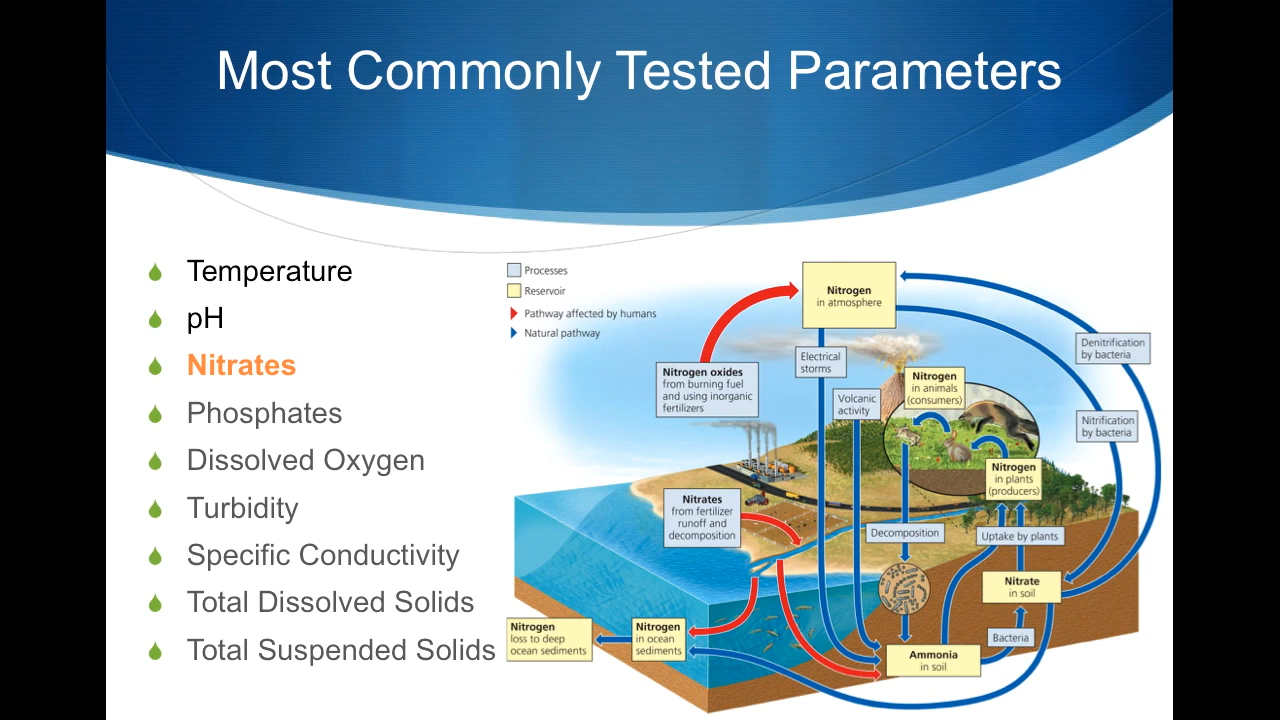 Most Commonly Tested Parameters
Temperature
pH
Nitrates
Phosphates
Dissolved Oxygen
Turbidity
Specific Conductivity
Total Dissolved Solids
Total Suspended Solids
Processes
Reservoir
Pathway affected by humans
Natural pathway
Nitrogen
in atmosphere
Denitrification
by bacteria
Electrical
storms
Nitrogen oxides
from burning fuel
and using inorganic
fertilizers
Nitrogen
in animals
(consumers)
Volcanic
activity
Nitrification
by bacteria
Nitrogen
in plants
(producers)
Nitrates
from fertilizer
runoff and
decomposition
Decomposition
Uptake by plants
Nitrate
in soil
Nitrogen
loss to deep
ocean sediments
Nitrogen
in ocean
sediments
Bacteria
Ammonia
in soil